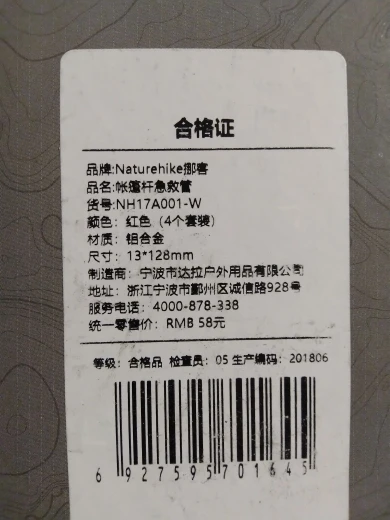 合格证
品牌:Naturehike挪客
品名:帐篷杆急救管
货号:NH17A001-W
颜色：红色（4个套装）
材质：铝合金
尺寸：13*128mm
制造商：宁波市达拉户外用品有限公司
地址：浙江宁波市鄞州区诚信路928号
服务电话：4000-878-338
统一零售价：RMB 58元
等级：合格品 检查员：05 生产编码：201806
6 927595 701645